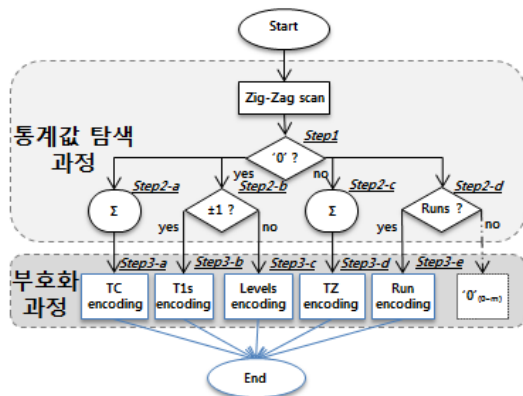 Start
Zig-Zag scan
통계값 탐색
과정
Step1
'0' ?
yes
no
Step2-a
Step2-b
Step2-c
Step2-d
Σ
±1 ?
Σ
Runs ?
yes
no
yes
no
부호화
과정
Step3-a
Step3-b
Step3-c
Step3-d
Step3-e
TC
encoding
T1s
encoding
Levels
encoding
TZ
encoding
Run
encoding
'0'(0~m)
End